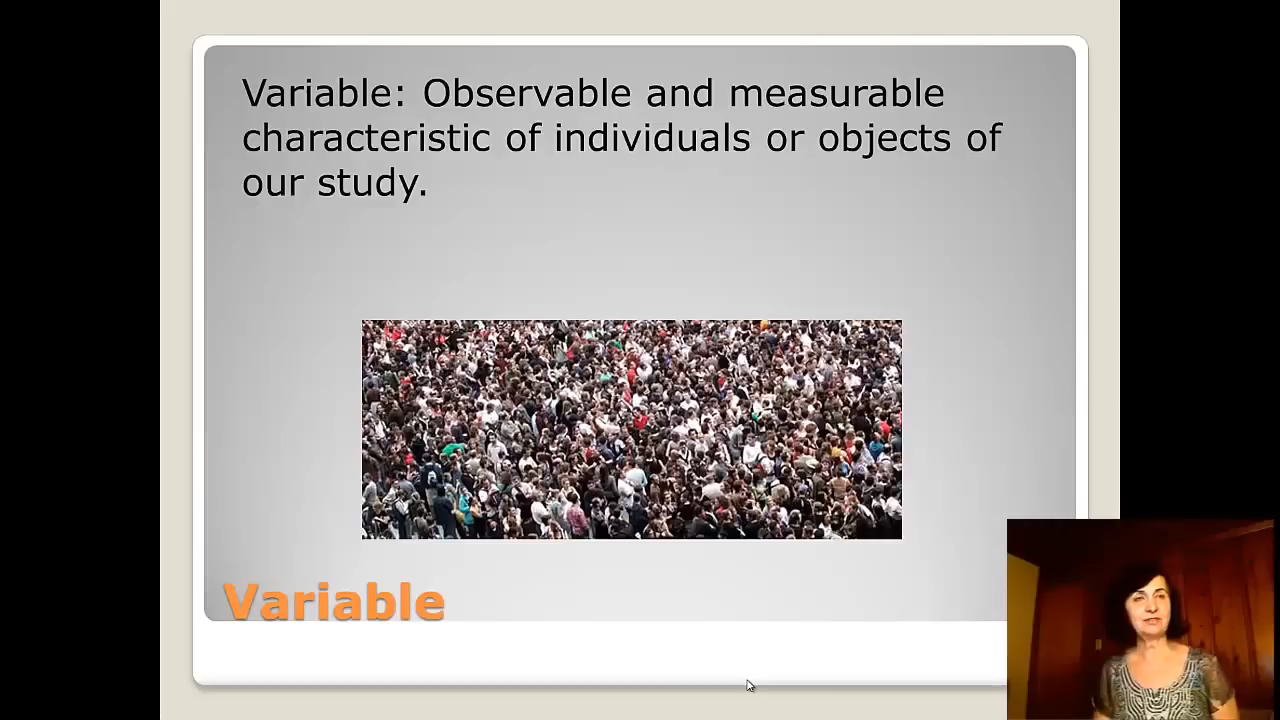 Variable: Observable and measurable
characteristic of individuals or objects of
our study.
Variable